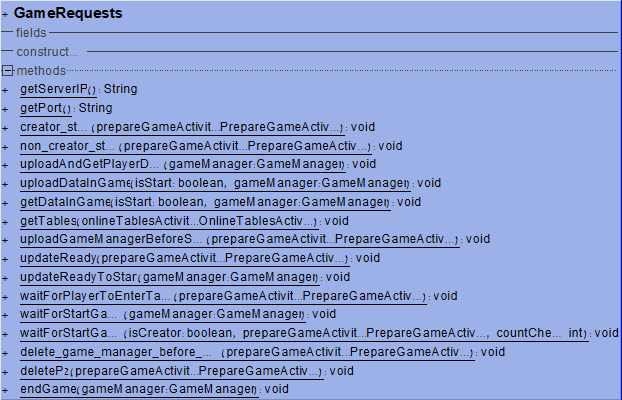 + GameRequests
fields
construct...
methods
+ getServerIP(): String
+ getPort(): String
+ creator_st... (prepareGameActivit...PrepareGameActiv...): void
+ non_creator_st... (prepareGameActivit...PrepareGameActiv...): void
+ uploadAndGetPlayerD... (gameManager:GameManager): void
+ uploadDataInGame(isStart:boolean, gameManager:GameManager): void
+ getDataInGame(isStart:boolean, gameManager:GameManager): void
+ getTables(onlineTablesActivit...OnlineTablesActiv...): void
+ uploadGameManagerBeforeS... (prepareGameActivit...PrepareGameActiv...): void
+ updateReady(prepareGameActivit...PrepareGameActiv...): void
+ updateReadyToStar(gameManager:GameManager): void
+ waitForPlayerToEnterTa... (prepareGameActivit...PrepareGameActiv...): void
+ waitForStartGa... (gameManager:GameManager): void
+ waitForStartGa... (isCreator:boolean, prepareGameActivit...PrepareGameActiv..., countChe... int): void
+ delete_game_manager_before_... (prepareGameActivit...PrepareGameActiv...): void
+ deleteP2(prepareGameActivit...PrepareGameActiv...): void
+ endGame(gameManager:GameManager): void